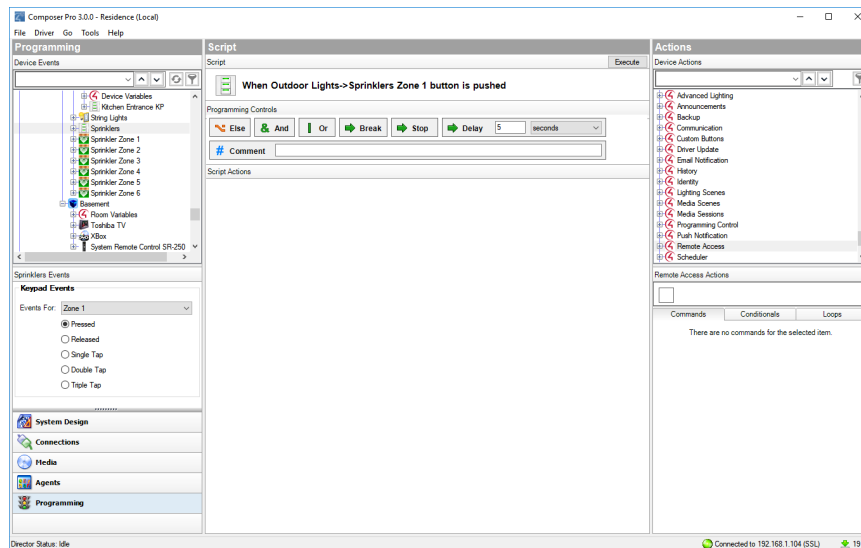 Composer Pro 3.0.0 - Residence (Local)
File Driver Go Tools Help
Programming
Device Events
Device Variables
Kitchen Entrance KP
String Lights
Sprinklers
Sprinkler Zone 1
Sprinkler Zone 2
Sprinkler Zone 3
Sprinkler Zone 4
Sprinkler Zone 5
Sprinkler Zone 6
Basement
Room Variables
Toshiba TV
XBox
System Remote Control SR-250
Sprinklers Events
Keypad Events
Events For: Zone 1
Pressed
Released
Single Tap
Double Tap
Triple Tap
System Design
Connections
Media
Agents
Programming
Script
Script Execute
When Outdoor Lights->Sprinklers Zone 1 button is pushed
Programming Controls
Else & And Or Break Stop Delay 5 seconds
# Comment
Script Actions
Actions
Device Actions
Advanced Lighting
Announcements
Backup
Communication
Custom Buttons
Driver Update
Email Notification
History
Identity
Lighting Scenes
Media Scenes
Media Sessions
Programming Control
Push Notification
Remote Access
Scheduler
Remote Access Actions
Commands Conditionals Loops
There are no commands for the selected item.
Director Status: Idle Connected to 192.168.1.104 (SSL) 19